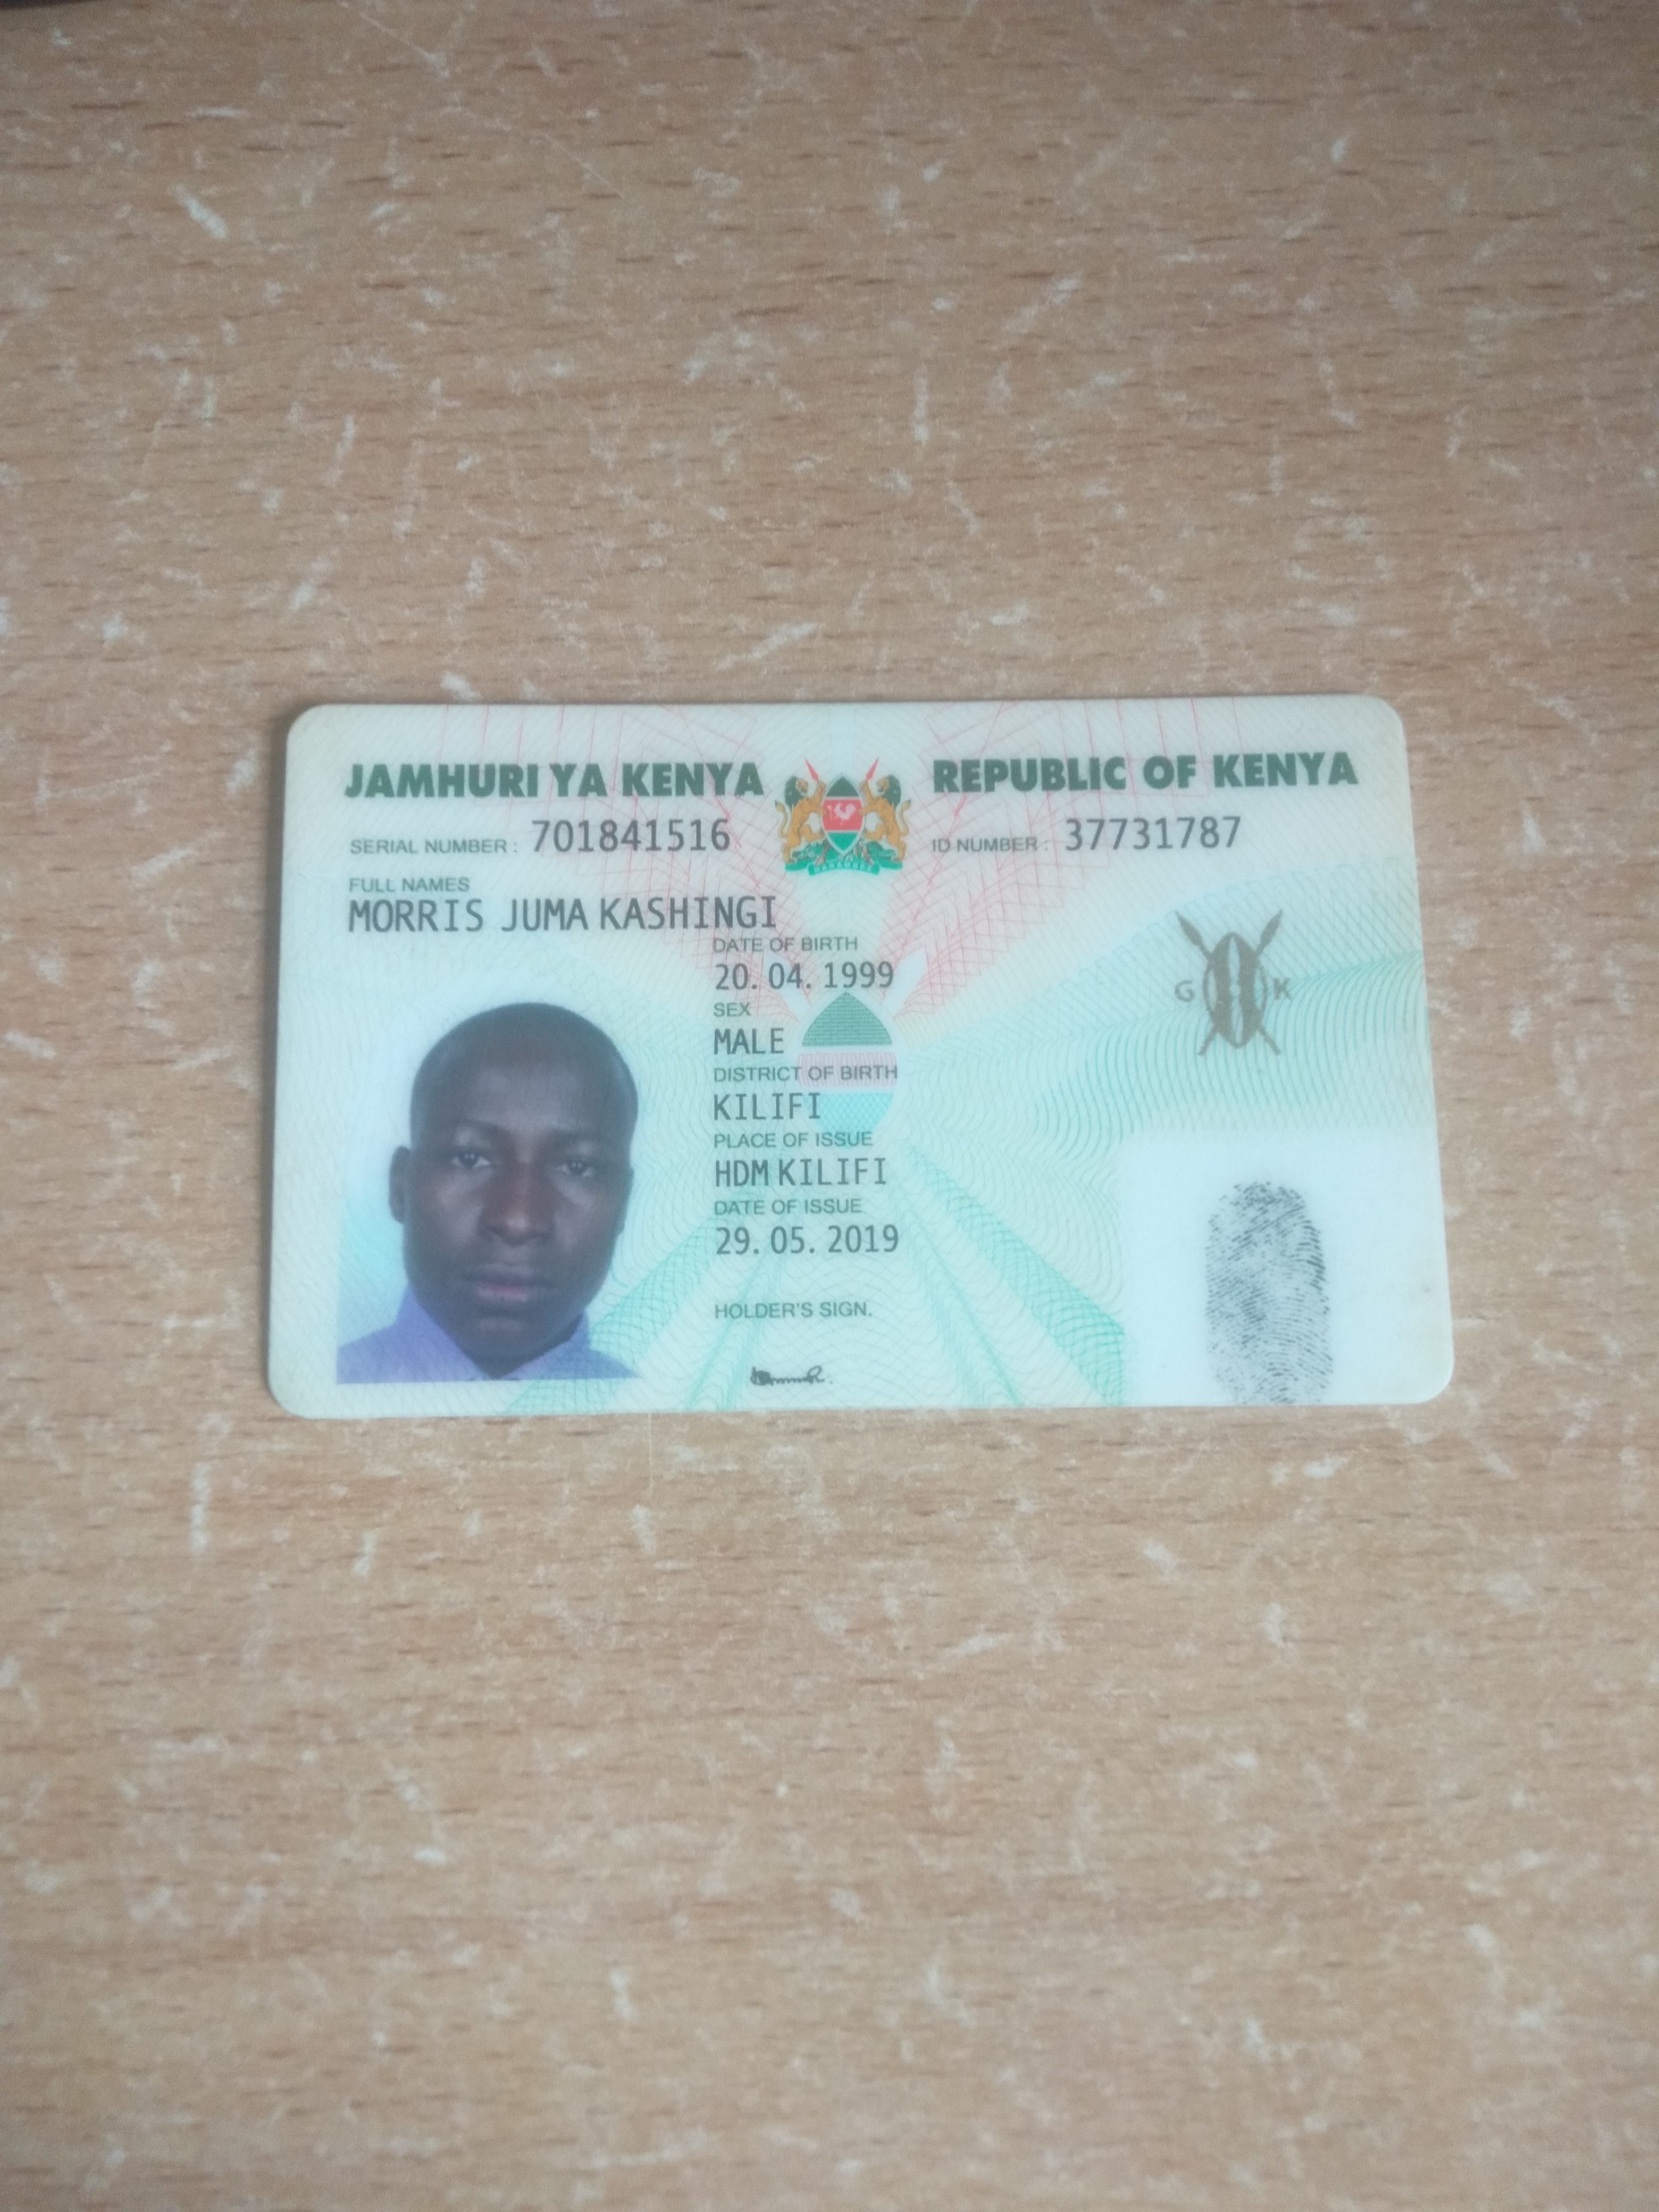 JAMHURI YA KENYA REPUBLIC OF KENYA
SERIAL NUMBER : 701841516 ID NUMBER : 37731787
FULL NAMES
MORRIS JUMA KASHINGI
DATE OF BIRTH
20. 04. 1999
SEX
MALE
G K
DISTRICT OF BIRTH
KILIFI
PLACE OF ISSUE
HDM KILIFI
DATE OF ISSUE
29. 05. 2019
HOLDER'S SIGN.